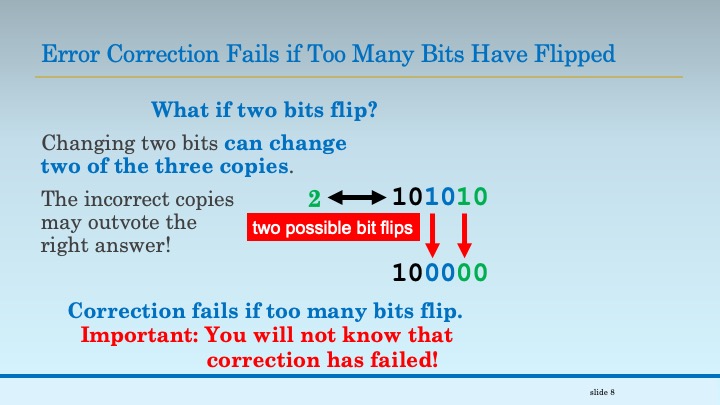 Error Correction Fails if Too Many Bits Have Flipped
What if two bits flip?
Changing two bits can change
two of the three copies.
The incorrect copies
may outvote the
right answer!
2 101010
two possible bit flips
100000
Correction fails if too many bits flip.
Important: You will not know that
correction has failed!
slide 8